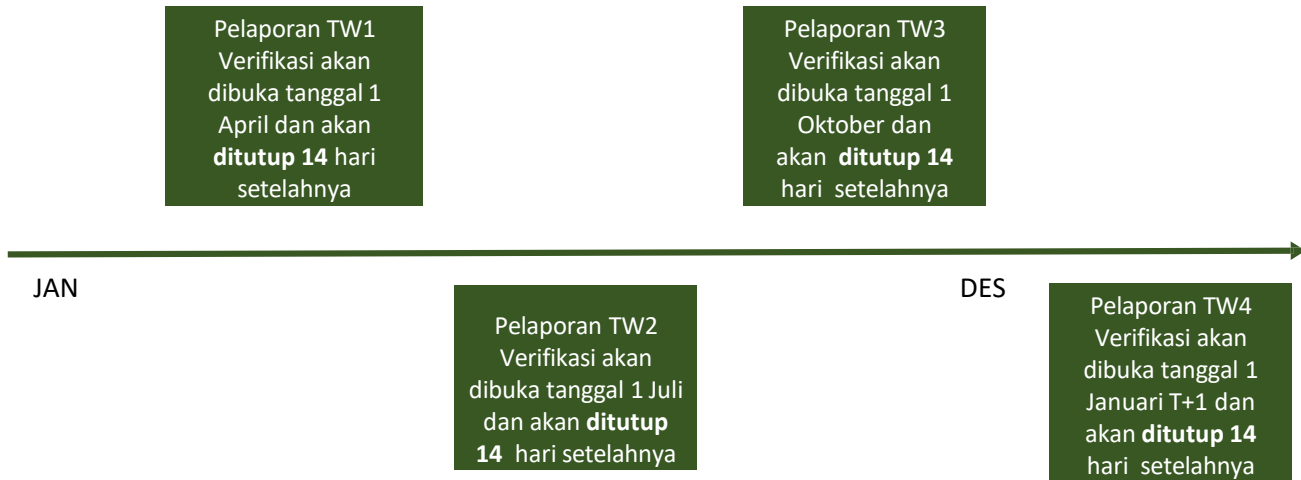 Pelaporan TW1
Verifikasi akan
dibuka tanggal 1
April dan akan
ditutup 14 hari
setelahnya
Pelaporan TW3
Verifikasi akan
dibuka tanggal 1
Oktober dan
akan ditutup 14
hari setelahnya
JAN
DES
Pelaporan TW2
Verifikasi akan
dibuka tanggal 1 Juli
dan akan ditutup
14 hari setelahnya
Pelaporan TW4
Verifikasi akan
dibuka tanggal 1
Januari T+1 dan
akan ditutup 14
hari setelahnya